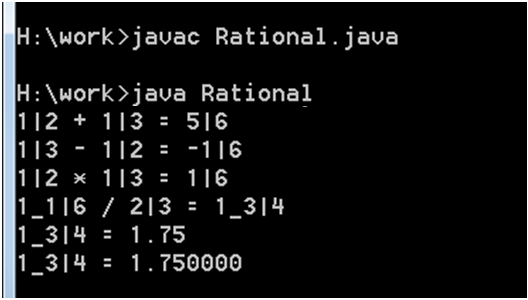 H:\work>javac Rational.java
H:\work>java Rational
1|2 + 1|3 = 5|6
1|3 - 1|2 = -1|6
1|2 * 1|3 = 1|6
1_1|6 / 2|3 = 1_3|4
1_3|4 = 1.75
1_3|4 = 1.750000